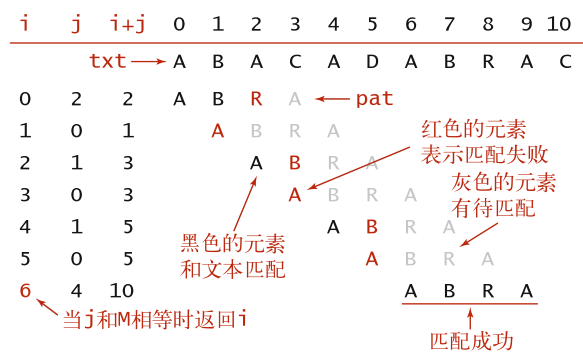 i j i+j 0 1 2 3 4 5 6 7 8 9 10
txt A B A C A D A B R A C
0 2 2 A B R A pat
1 0 1 A B R A
红色的元素
表示匹配失败
2 1 3 A B R A
灰色的元素
有待匹配
3 0 3 A B R A
4 1 5 A B R A
黑色的元素
和文本匹配
5 0 5 A B R A
6 4 10 A B R A
当j和M相等时返回i
匹配成功